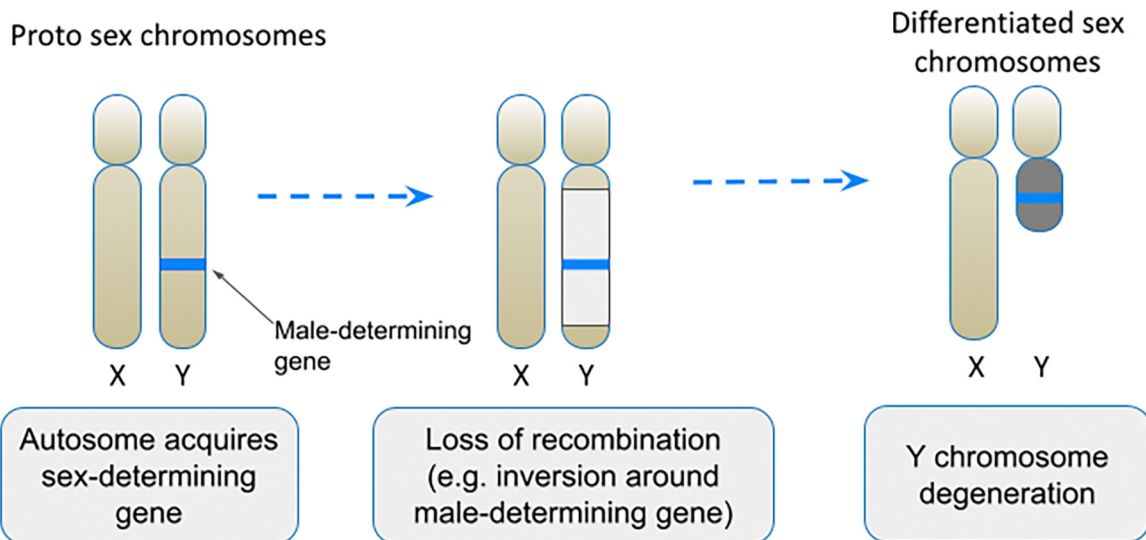 Proto sex chromosomes
Differentiated sex
chromosomes
Male-determining
gene
X
Y
X
Y
X
Y
Autosome acquires
sex-determining
gene
Loss of recombination
(e.g. inversion around
male-determining gene)
Y chromosome
degeneration